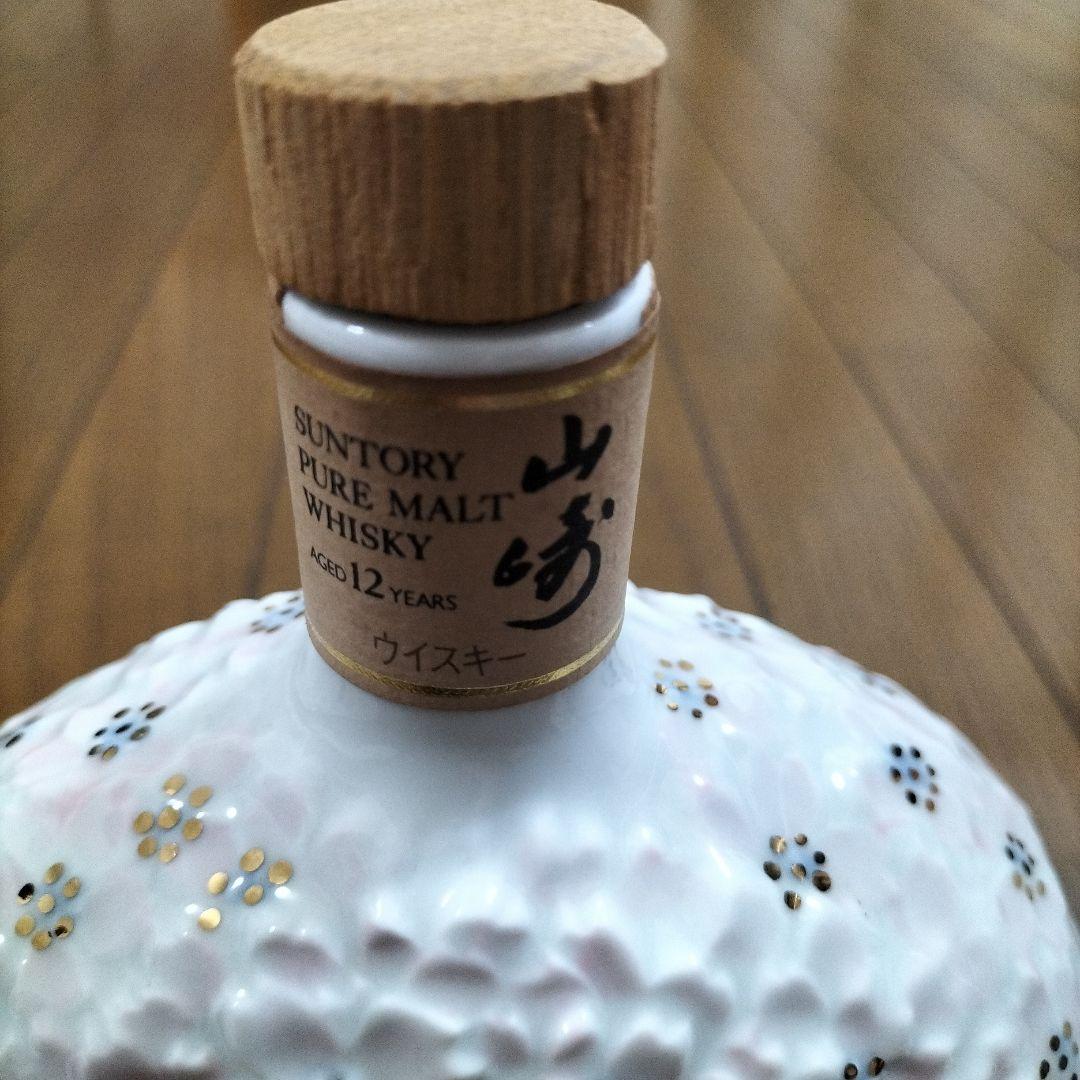 SUNTORY
PURE MALT
WHISKY
AGED 12 YEARS
山崎
ウイスキー